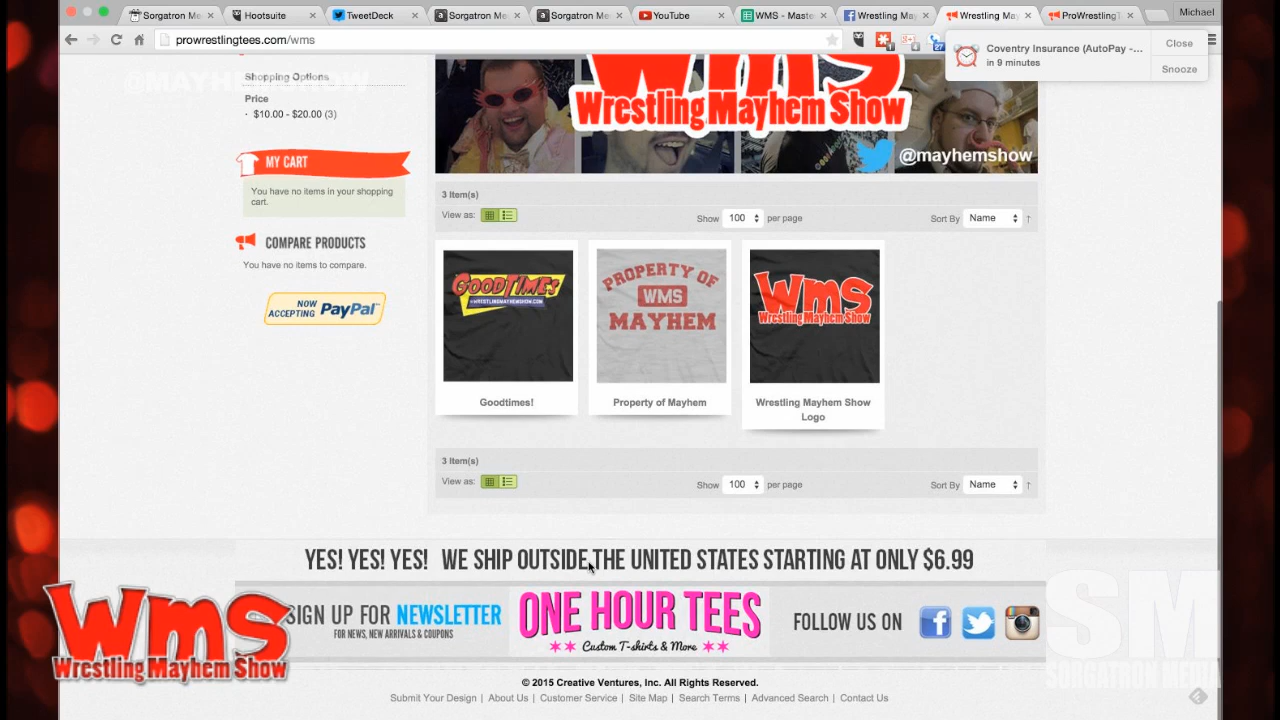 Sorgatron Me
Hootsuite
TweetDeck
Sorgatron Me
Sorgatron Me
YouTube
WMS - Maste
Wrestling May
Wrestling May
ProWrestlingT
Michael
prowrestlingtees.com/wms
Coventry Insurance (AutoPay -...
in 9 minutes
Close
Snooze
@MAYHEMSHOW
Shopping Options
Price
· $10.00 - $20.00 (3)
MY CART
You have no items in your shopping
cart.
COMPARE PRODUCTS
You have no items to compare.
NOW
ACCEPTING PayPal
wms
Wrestling Mayhem Show
@mayhemshow
3 Item(s)
View as:
Show 100 per page
Sort By Name ↑
GOODTIMES
WRESTLINGMAYHEMSHOW.COM
PROPERTY OF
WMS
MAYHEM
wms
Wrestling Mayhem Show
Goodtimes!
Property of Mayhem
Wrestling Mayhem Show
Logo
3 Item(s)
View as:
Show 100 per page
Sort By Name ↑
YES! YES! YES! WE SHIP OUTSIDE THE UNITED STATES STARTING AT ONLY $6.99
SIGN UP FOR NEWSLETTER
FOR NEWS, NEW ARRIVALS & COUPONS
ONE HOUR TEES
Custom T-shirts & More
FOLLOW US ON
wms
Wrestling Mayhem Show
SM
SORGATRON MEDIA
© 2015 Creative Ventures, Inc. All Rights Reserved.
Submit Your Design | About Us | Customer Service | Site Map | Search Terms | Advanced Search | Contact Us